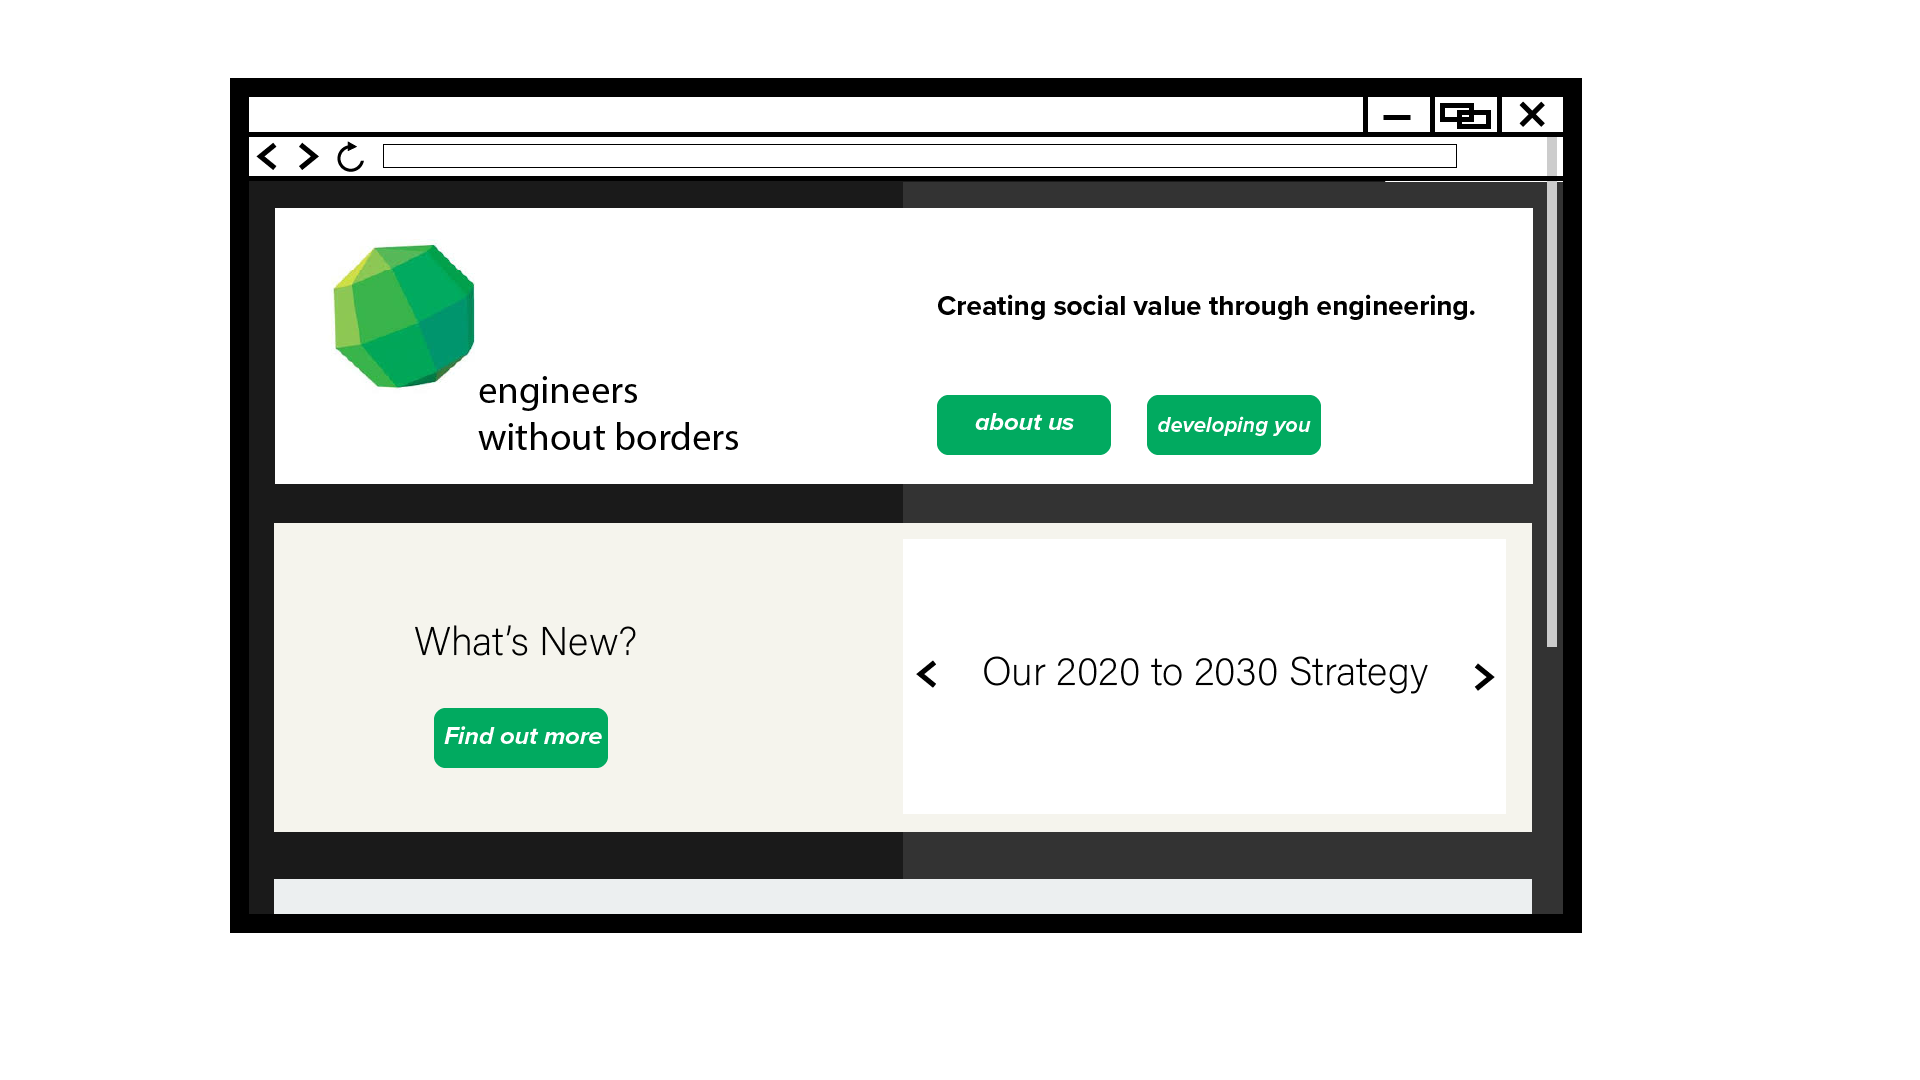 engineers
without borders
Creating social value through engineering.
about us
developing you
What's New?
Find out more
Our 2020 to 2030 Strategy